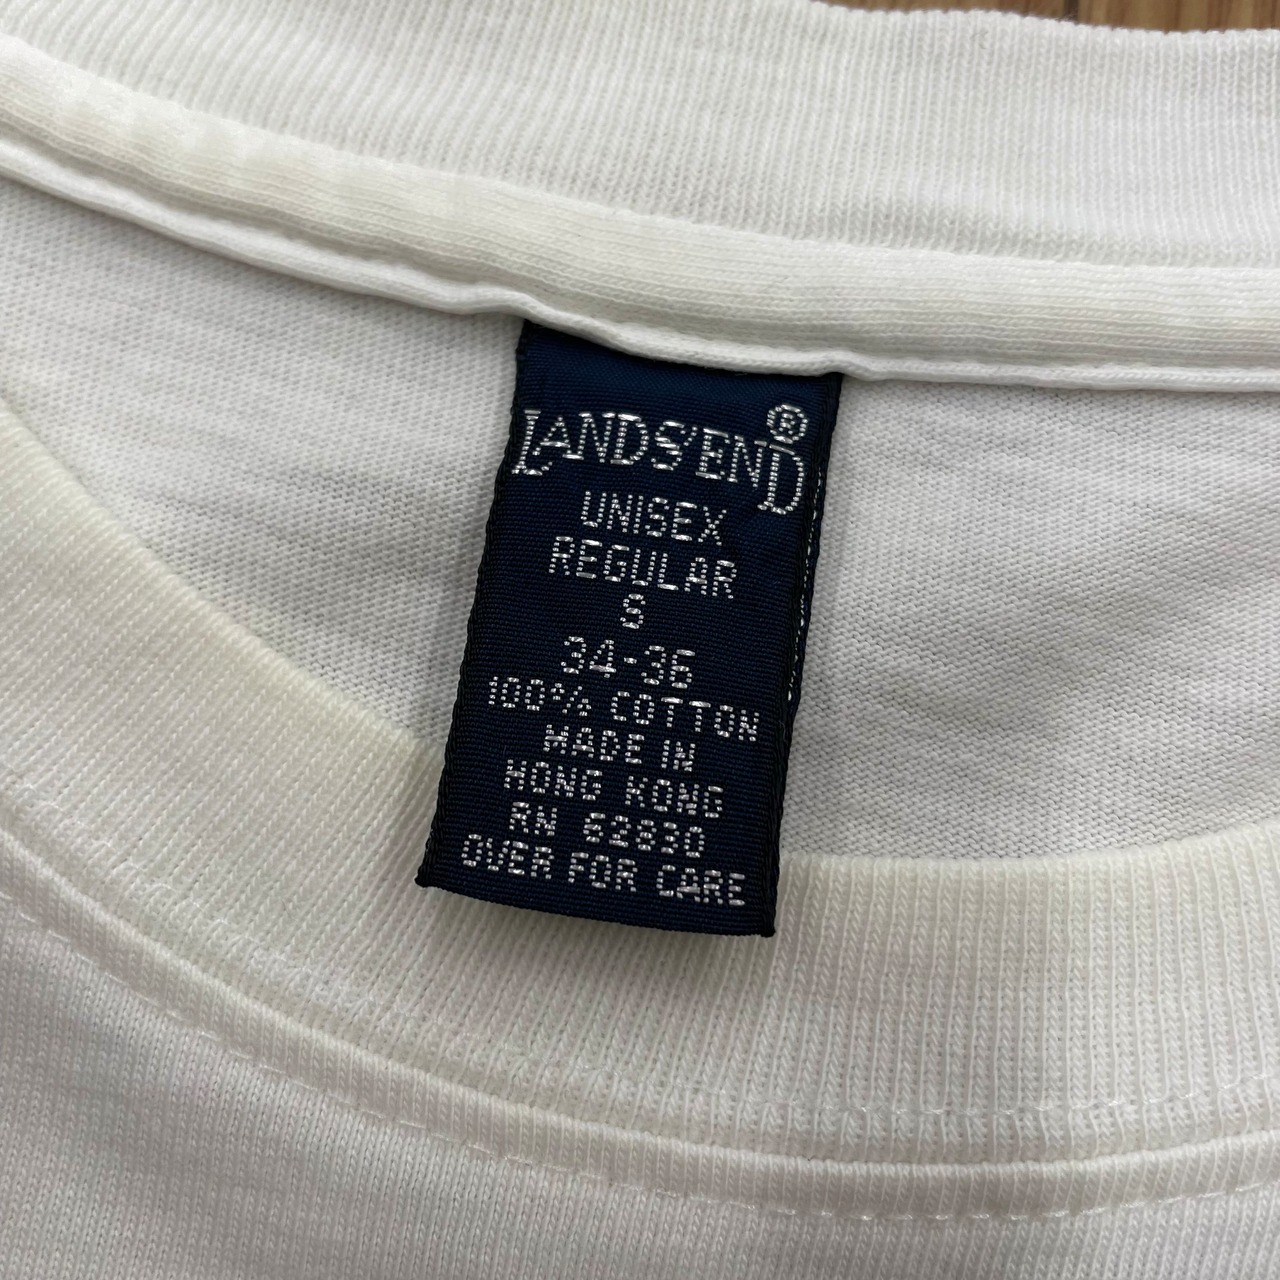 LANDS' END®
UNISEX
REGULAR
S
34-36
100% COTTON
MADE IN
HONG KONG
RN 62830
OVER FOR CARE